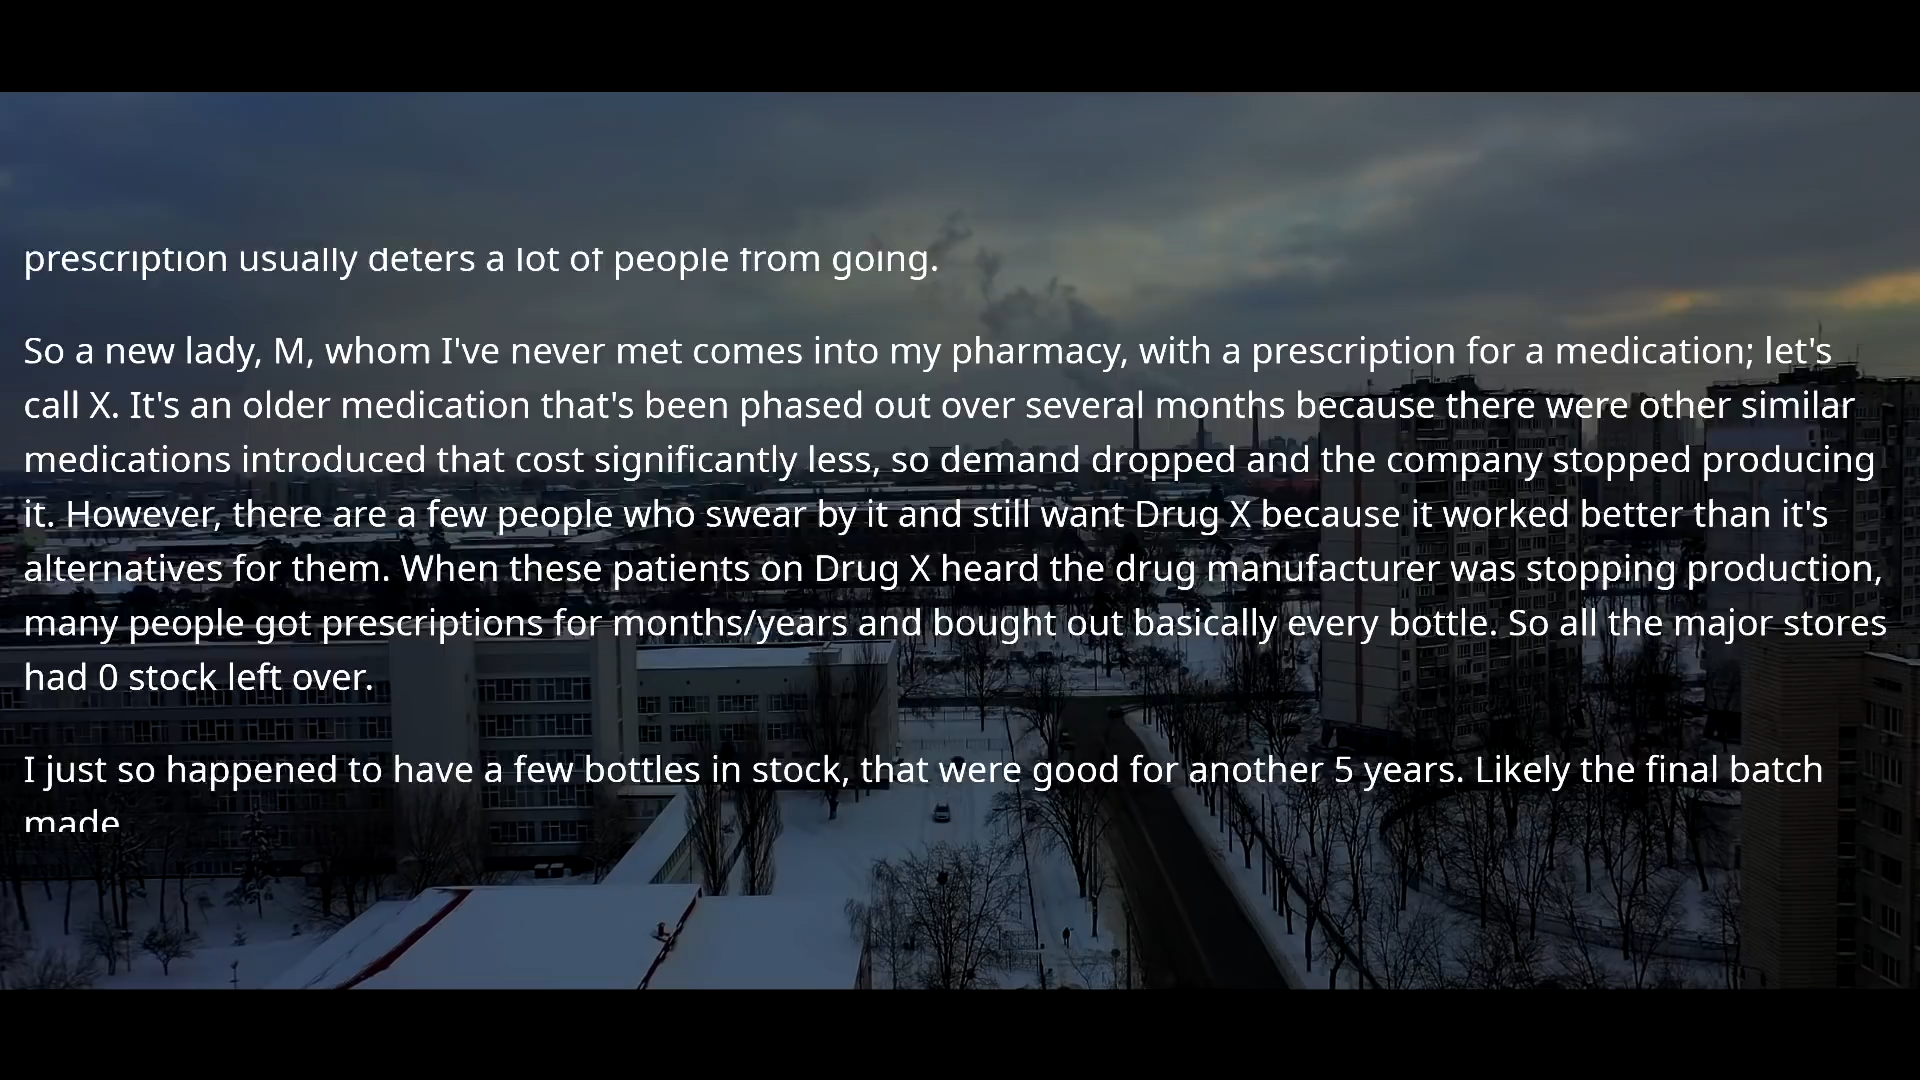 prescription usually deters a lot of people from going.
So a new lady, M, whom I've never met comes into my pharmacy, with a prescription for a medication; let's
call X. It's an older medication that's been phased out over several months because there were other similar
medications introduced that cost significantly less, so demand dropped and the company stopped producing
it. However, there are a few people who swear by it and still want Drug X because it worked better than it's
alternatives for them. When these patients on Drug X heard the drug manufacturer was stopping production,
many people got prescriptions for months/years and bought out basically every bottle. So all the major stores
had 0 stock left over.
I just so happened to have a few bottles in stock, that were good for another 5 years. Likely the final batch
made